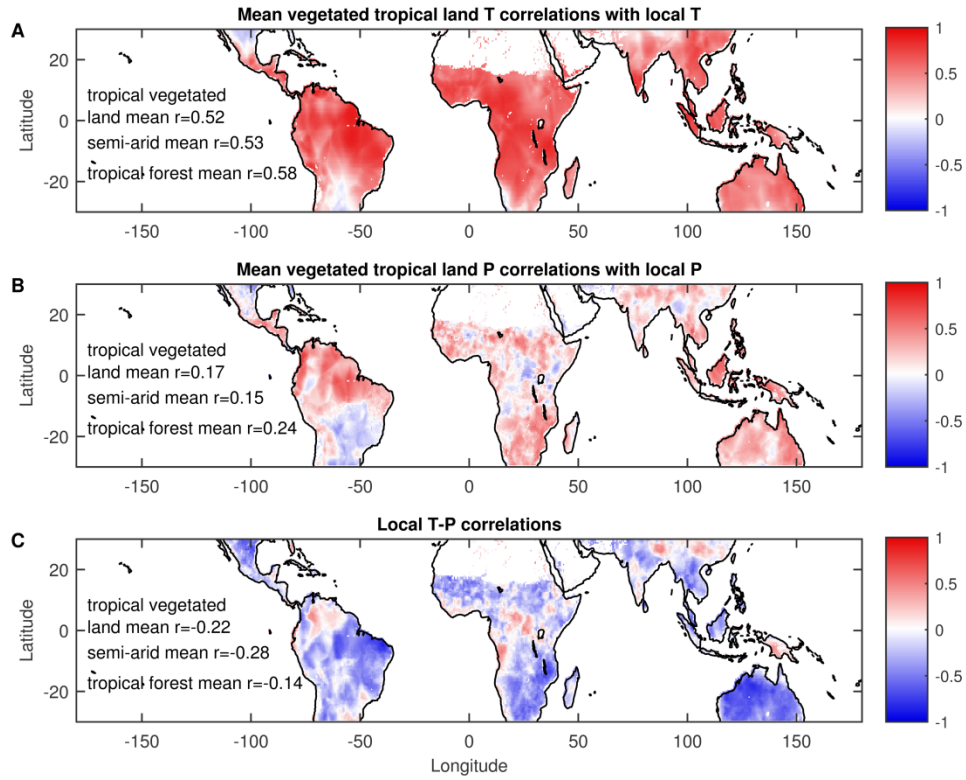 Mean vegetated tropical land T correlations with local T
A
20
0
-20
Latitude
tropical vegetated
land mean r=0.52
semi-arid mean r=0.53
tropical forest mean r=0.58
-150
-100
-50
0
50
100
150
1
0.5
0
-0.5
-1
Mean vegetated tropical land P correlations with local P
B
20
0
-20
Latitude
tropical vegetated
land mean r=0.17
semi-arid mean r=0.15
tropical forest mean r=0.24
-150
-100
-50
0
50
100
150
1
0.5
0
-0.5
-1
Local T-P correlations
C
20
0
-20
Latitude
tropical vegetated
land mean r=-0.22
semi-arid mean r=-0.28
tropical forest mean r=-0.14
-150
-100
-50
0
50
100
150
Longitude
1
0.5
0
-0.5
-1